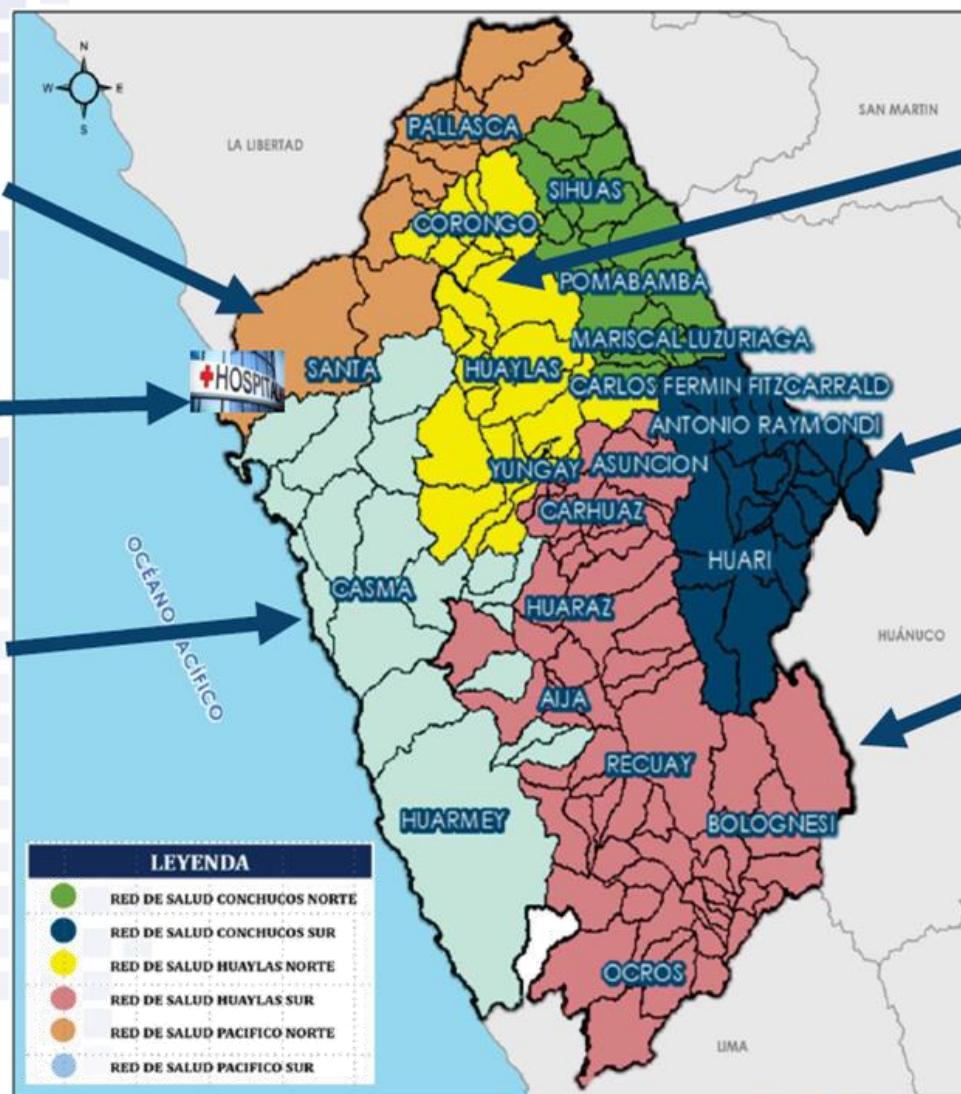 N
W
E
S
LA LIBERTAD
SAN MARTIN
PALLASCA
SIHUAS
CORONGO
POMABAMBA
MARISCAL LUZURIAGA
SANTA
HUAYLAS
CARLOS FERMIN FITZCARRALD
+HOSPITA
ANTONIO RAYMONDI
YUNGAY
ASUNCION
CARHUAZ
HUARI
OCÉANO
ACÍFICO
CASMA
HUARAZ
HUÁNUCO
AIJA
RECUAY
HUARMEY
BOLOGNESI
OCROS
LIMA
LEYENDA
RED DE SALUD CONCHUCOS NORTE
RED DE SALUD CONCHUCOS SUR
RED DE SALUD HUAYLAS NORTE
RED DE SALUD HUAYLAS SUR
RED DE SALUD PACIFICO NORTE
RED DE SALUD PACIFICO SUR